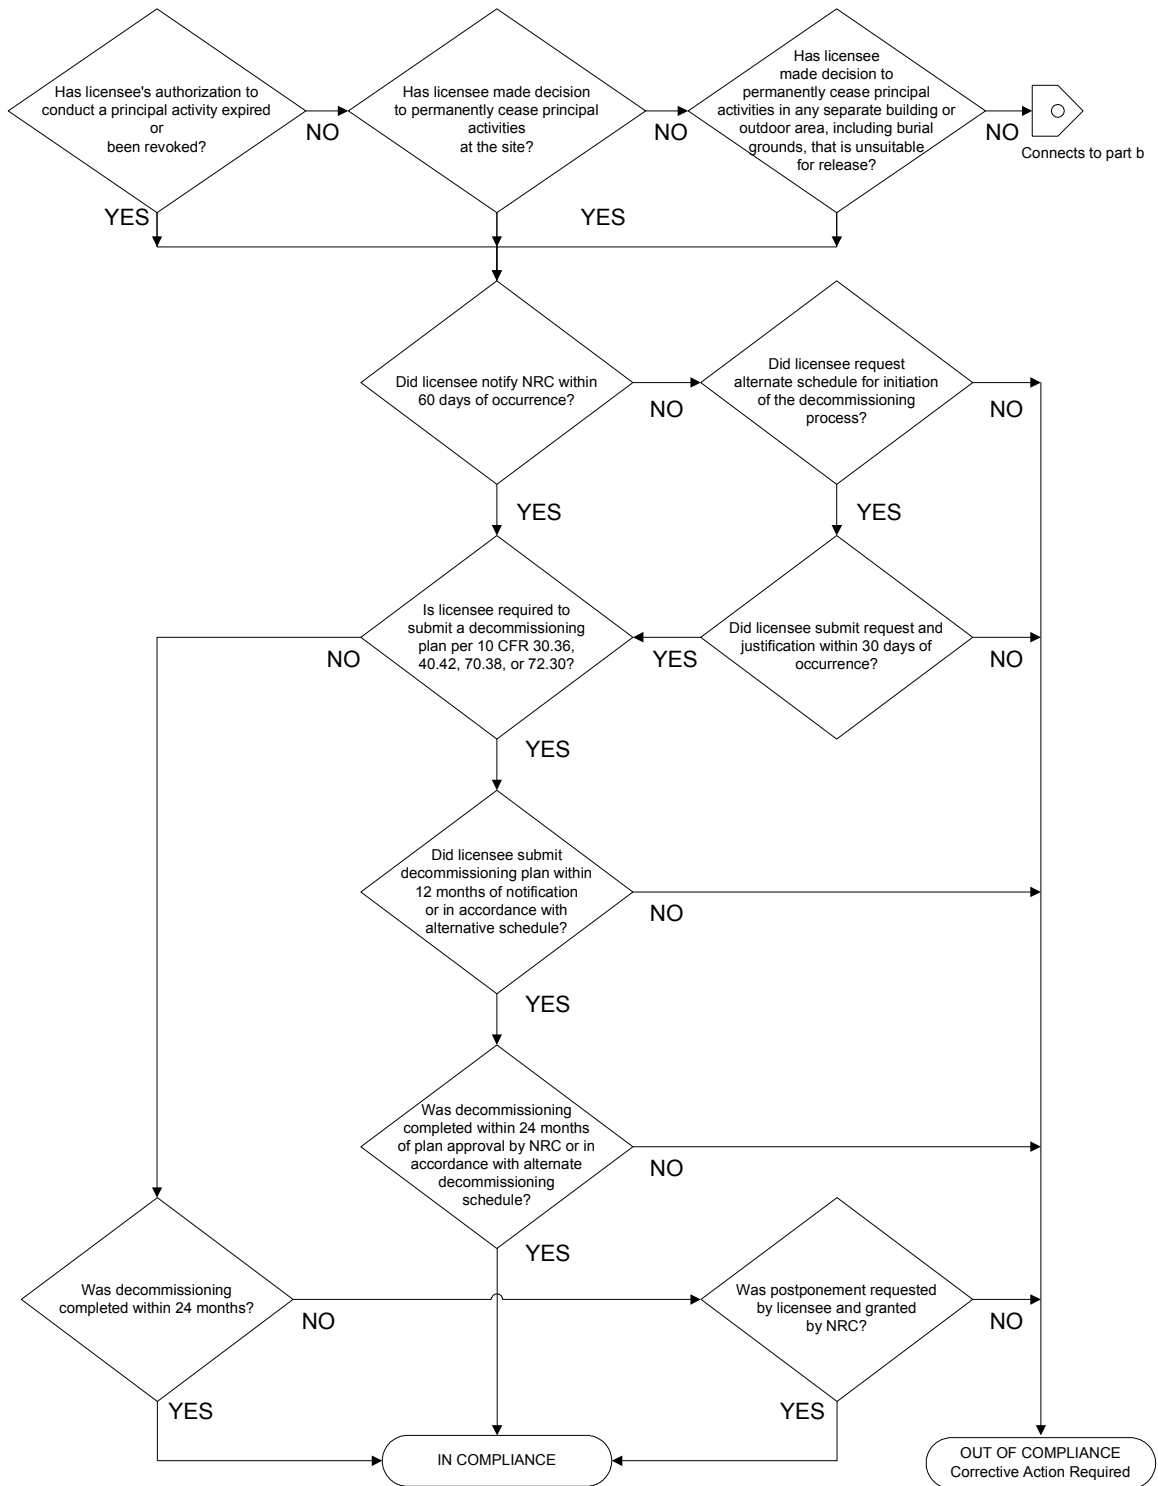 Has licensee's authorization to
conduct a principal activity expired
or
been revoked?
NO
Has licensee made decision
to permanently cease principal
activities
at the site?
NO
Has licensee
made decision to
permanently cease principal
activities in any separate building or
outdoor area, including burial
grounds, that is unsuitable
for release?
NO
Connects to part b
YES
YES
Did licensee notify NRC within
60 days of occurrence?
NO
Did licensee request
alternate schedule for initiation
of the decommissioning
process?
NO
YES
YES
Is licensee required to
submit a decommissioning
plan per 10 CFR 30.36,
40.42, 70.38, or 72.30?
NO
YES
Did licensee submit request and
justification within 30 days of
occurrence?
NO
YES
Did licensee submit
decommissioning plan within
12 months of notification
or in accordance with
alternative schedule?
NO
YES
Was decommissioning
completed within 24 months
of plan approval by NRC or in
accordance with alternate
decommissioning
schedule?
NO
YES
Was decommissioning
completed within 24 months?
NO
Was postponement requested
by licensee and granted
by NRC?
NO
YES
YES
IN COMPLIANCE
OUT OF COMPLIANCE
Corrective Action Required